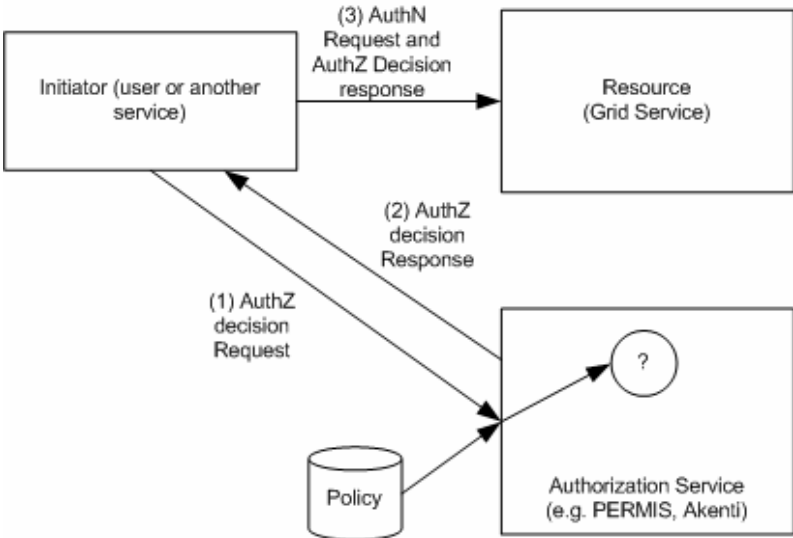 (3) AuthN
Request and
AuthZ Decision
response
Initiator (user or another
service)
Resource
(Grid Service)
(2) AuthZ
decision
Response
(1) AuthZ
decision
Request
?
Policy
Authorization Service
(e.g. PERMIS, Akenti)